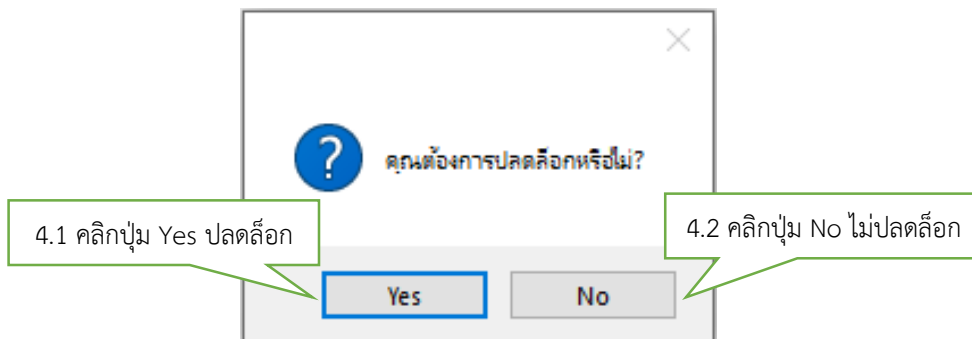 ?
คุณต้องการปลดล็อกหรือไม่?
4.1 คลิกปุ่ม Yes ปลดล็อก
4.2 คลิกปุ่ม No ไม่ปลดล็อก
Yes
No